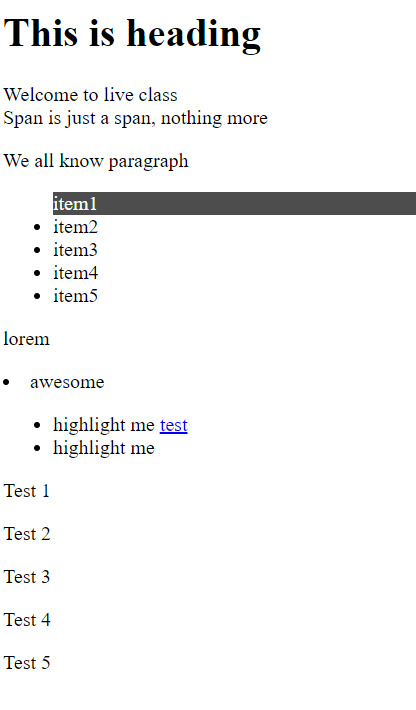 This is heading
Welcome to live class
Span is just a span, nothing more
We all know paragraph
item1
item2
item3
item4
item5
lorem
awesome
highlight me test
highlight me
Test 1
Test 2
Test 3
Test 4
Test 5